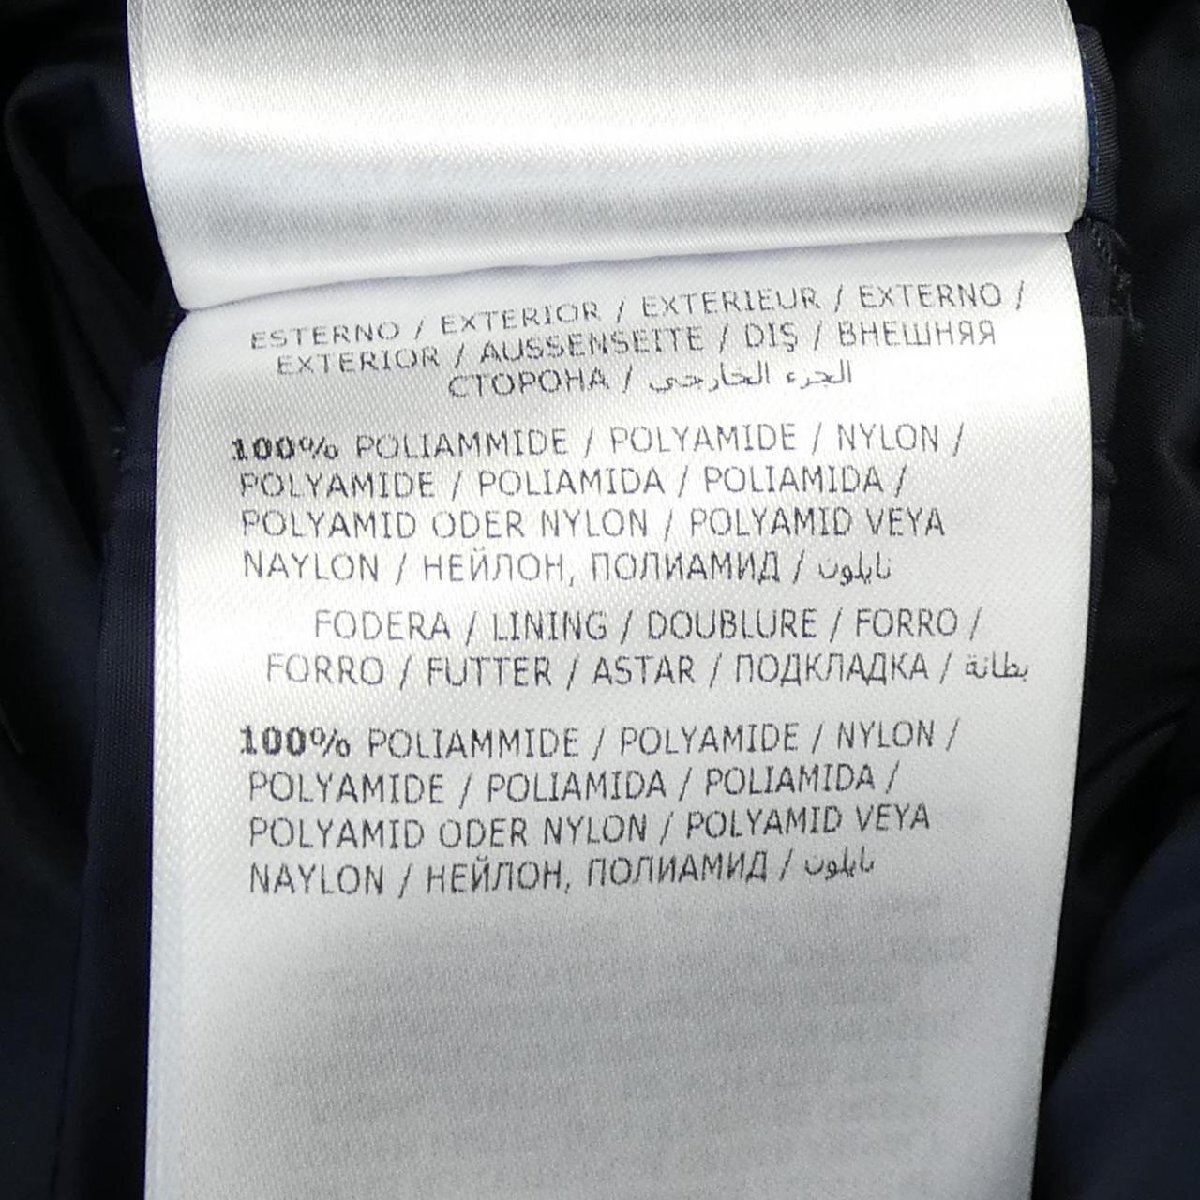 ESTERNO / EXTERIOR / EXTERIEUR / EXTERNO /
EXTERIOR / AUSSENSEITE / DIŞ / ВНЕШНЯЯ
СТОРОНА / الجزء الخارجي
100% POLIAMMIDE / POLYAMIDE / NYLON /
POLYAMIDE / POLIAMIDA / POLIAMIDA /
POLYAMID ODER NYLON / POLYAMID VEYA
NAYLON / НЕЙЛОН, ПОЛИАМИД / نايلون
FODERA / LINING / DOUBLURE / FORRO /
FORRO / FUTTER / ASTAR / ПОДКЛАДКА / بطانة
100% POLIAMMIDE / POLYAMIDE / NYLON /
POLYAMIDE / POLIAMIDA / POLIAMIDA /
POLYAMID ODER NYLON / POLYAMID VEYA
NAYLON / НЕЙЛОН, ПОЛИАМИД / نايلون